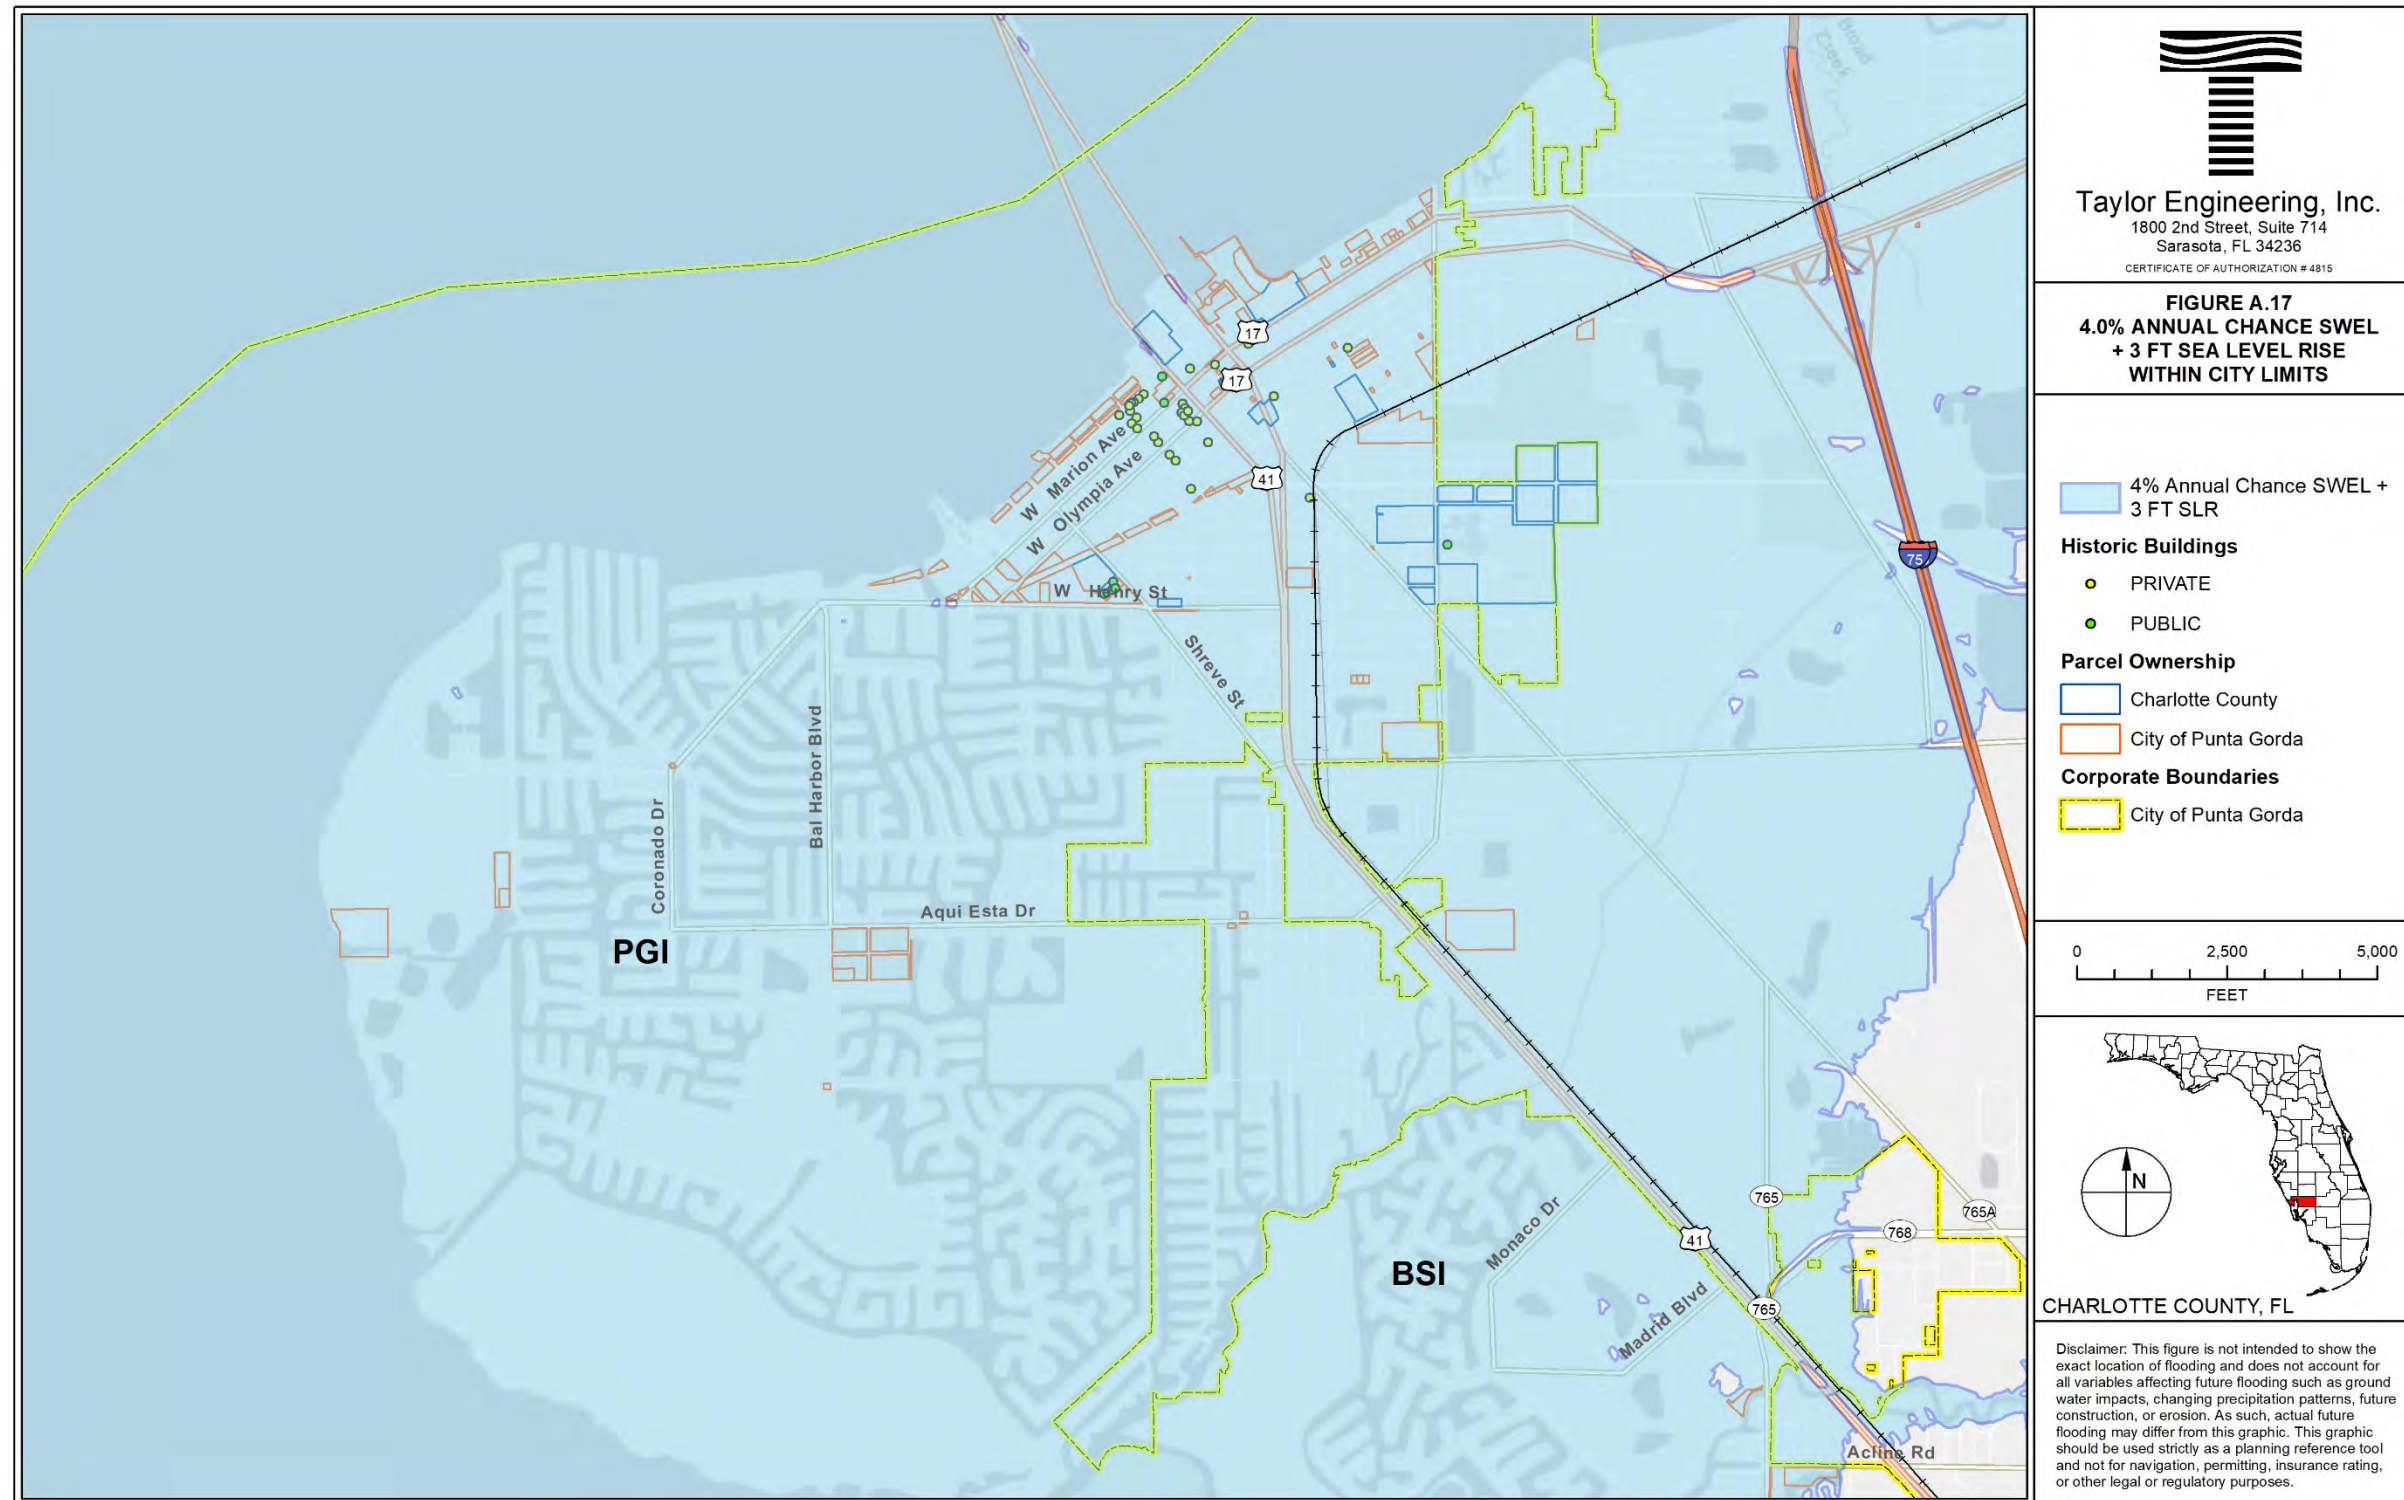 Broad
Creek
17
17
41
W Marion Ave
W Olympia Ave
W Henry St
Shreve St
75
Bal Harbor Blvd
Coronado Dr
Aqui Esta Dr
PGI
BSI
Monaco Dr
Madrid Blvd
41
765
765
768
765A
Acline Rd
Taylor Engineering, Inc.
1800 2nd Street, Suite 714
Sarasota, FL 34236
CERTIFICATE OF AUTHORIZATION # 4815
FIGURE A.17
4.0% ANNUAL CHANCE SWEL
+ 3 FT SEA LEVEL RISE
WITHIN CITY LIMITS
4% Annual Chance SWEL +
3 FT SLR
Historic Buildings
PRIVATE
PUBLIC
Parcel Ownership
Charlotte County
City of Punta Gorda
Corporate Boundaries
City of Punta Gorda
0 2,500 5,000
FEET
N
CHARLOTTE COUNTY, FL
Disclaimer: This figure is not intended to show the
exact location of flooding and does not account for
all variables affecting future flooding such as ground
water impacts, changing precipitation patterns, future
construction, or erosion. As such, actual future
flooding may differ from this graphic. This graphic
should be used strictly as a planning reference tool
and not for navigation, permitting, insurance rating,
or other legal or regulatory purposes.